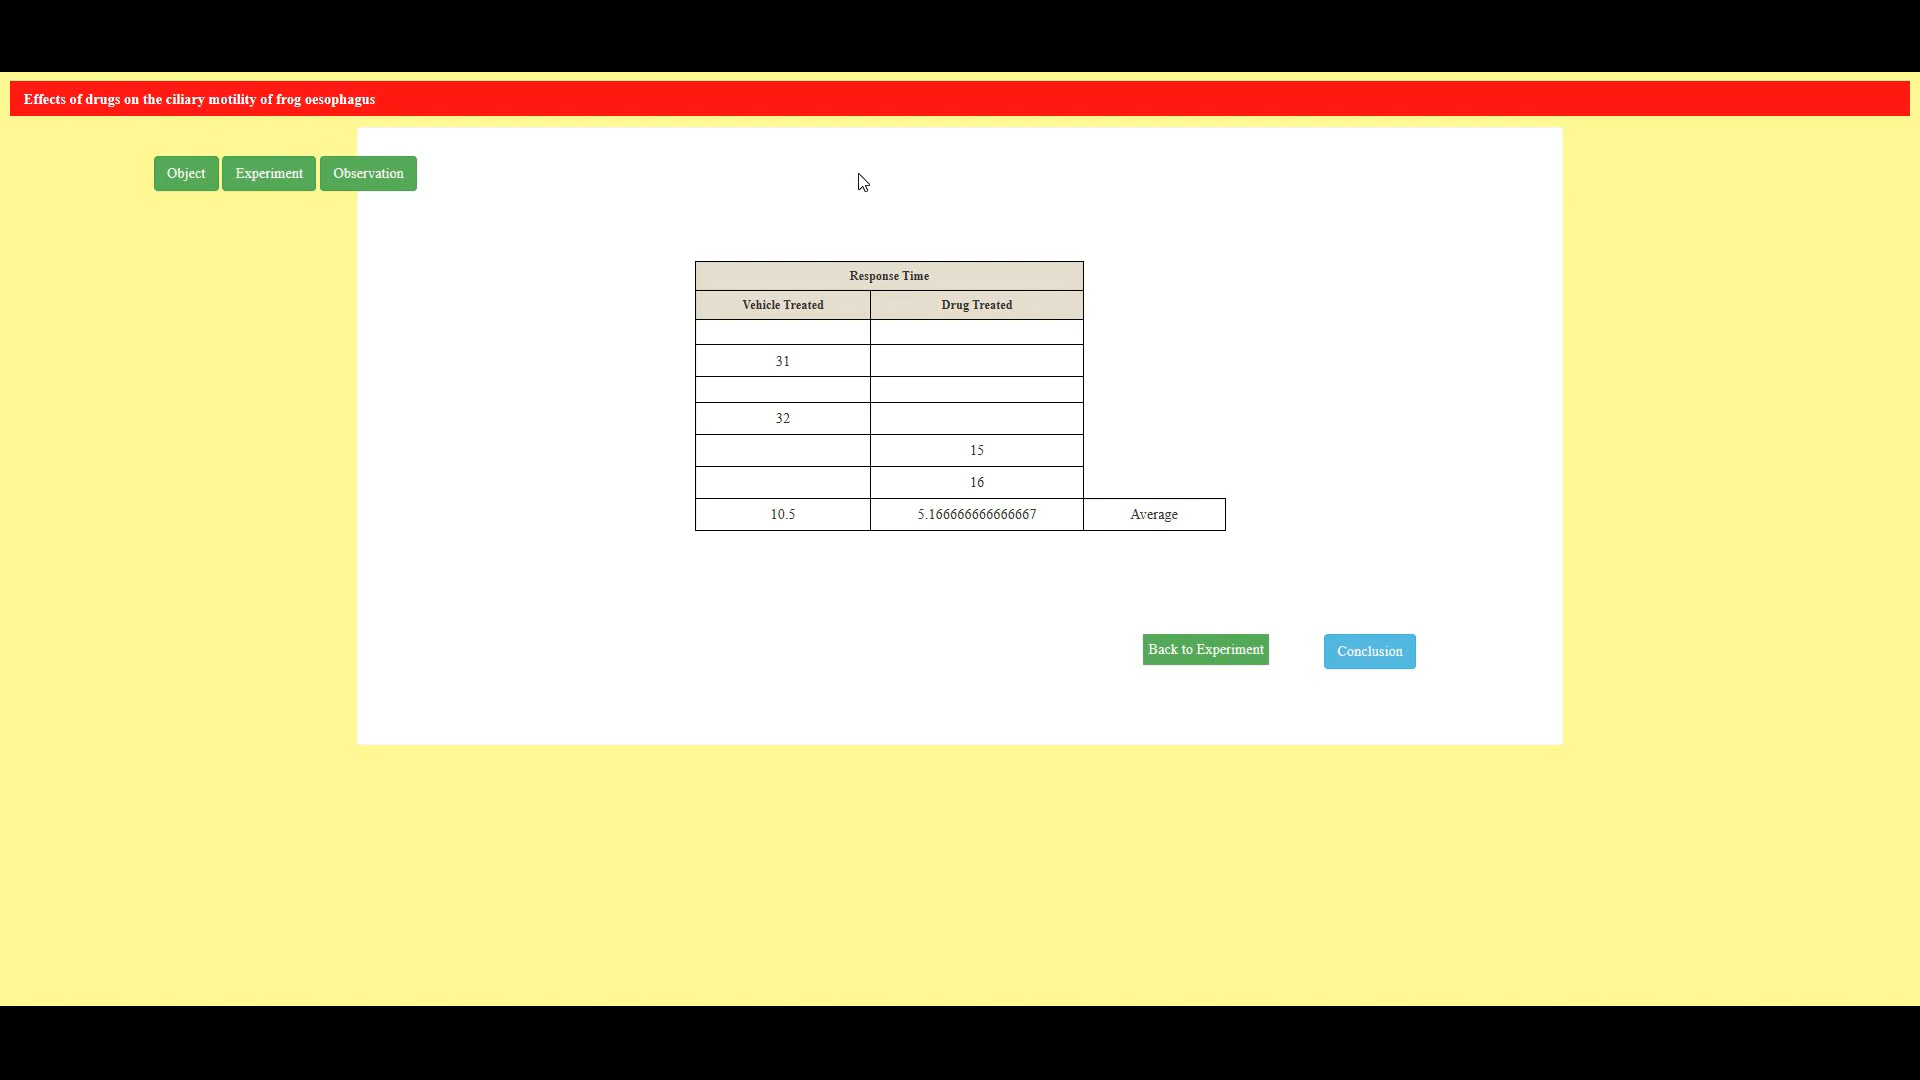 Effects of drugs on the ciliary motility of frog oesophagus
Object Experiment Observation
Response Time
Vehicle Treated Drug Treated
31
32
15
16
10.5 5.166666666666667 Average
Back to Experiment Conclusion